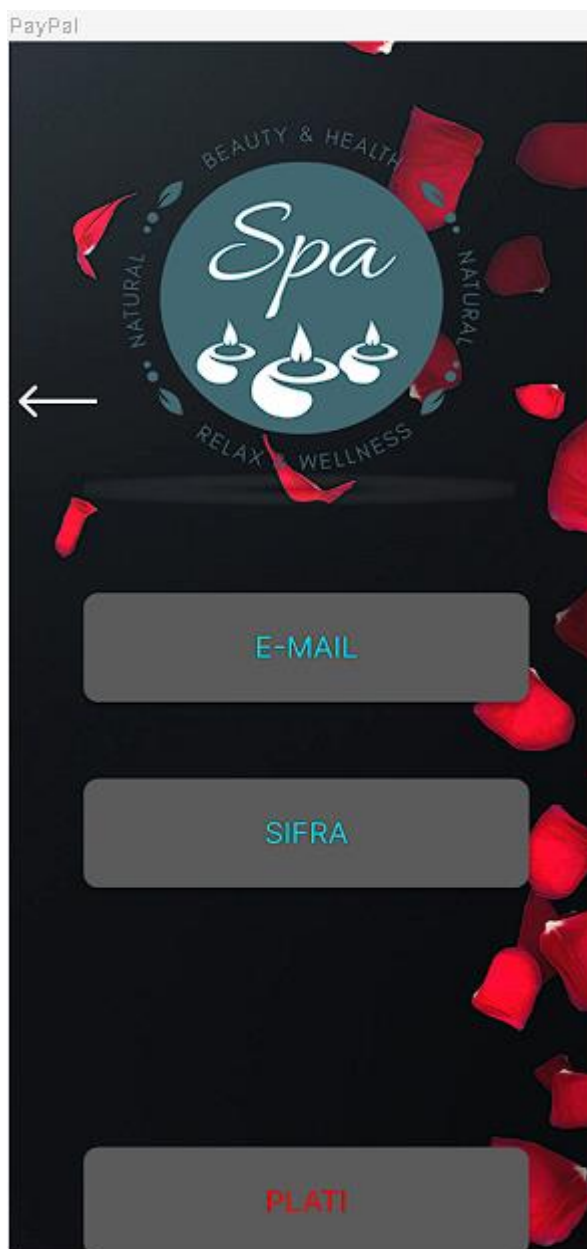 PayPal
BEAUTY & HEALTH
NATURAL
Spa
NATURAL
RELAX & WELLNESS
E-MAIL
SIFRA
PLATI